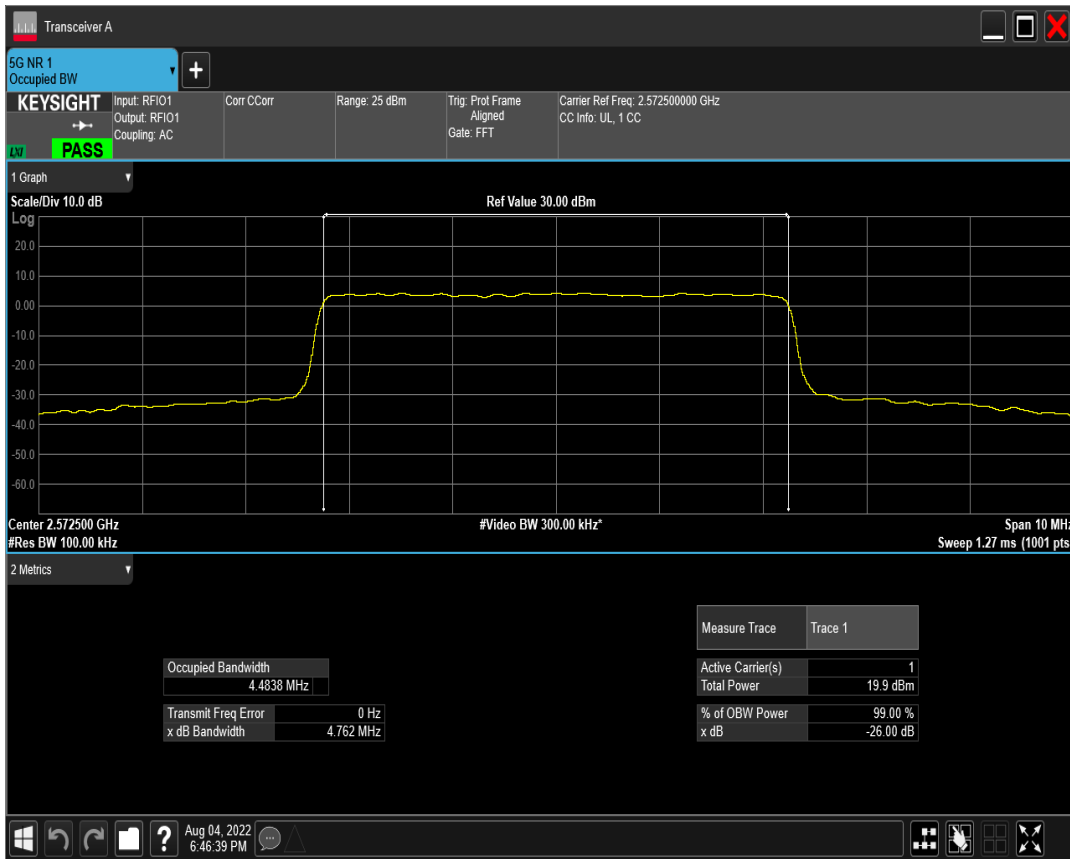 Transceiver A
5G NR 1
Occupied BW
KEYSIGHT
LXI
PASS
Input: RFIO1
Output: RFIO1
Coupling: AC
Corr CCorr
Range: 25 dBm
Trig: Prot Frame
Aligned
Gate: FFT
Carrier Ref Freq: 2.572500000 GHz
CC Info: UL, 1 CC
1 Graph
Scale/Div 10.0 dB
Ref Value 30.00 dBm
Log
20.0
10.0
0.00
-10.0
-20.0
-30.0
-40.0
-50.0
-60.0
Center 2.572500 GHz
#Video BW 300.00 kHz*
Span 10 MHz
#Res BW 100.00 kHz
Sweep 1.27 ms (1001 pts
2 Metrics
Measure Trace Trace 1
Occupied Bandwidth
4.4838 MHz
Active Carrier(s) 1
Total Power 19.9 dBm
Transmit Freq Error 0 Hz
x dB Bandwidth 4.762 MHz
% of OBW Power 99.00 %
x dB -26.00 dB
?
Aug 04, 2022
6:46:39 PM